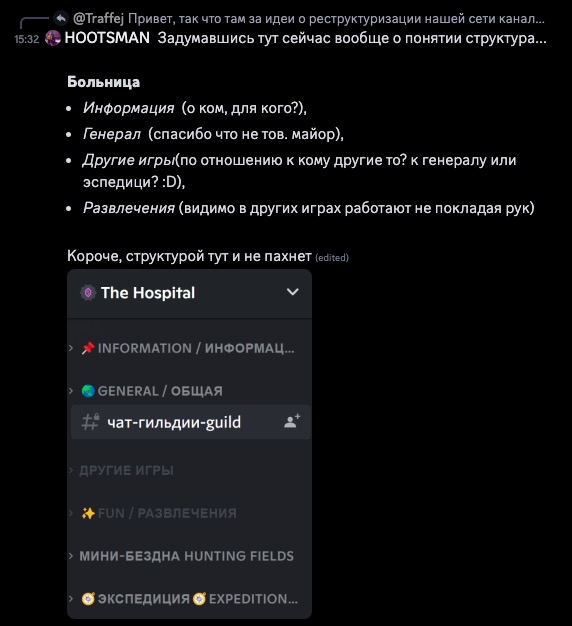 @Traffej Привет, так что там за идеи о реструктуризации нашей сети канал...
15:32 HOOTSMAN Задумавшись тут сейчас вообще о понятии структура...
Больница
• Информация (о ком, для кого?),
• Генерал (спасибо что не тов. майор),
• Другие игры(по отношению к кому другие то? к генералу или
эспедици? :D),
• Развлечения (видимо в других играх работают не покладая рук)
Короче, структурой тут и не пахнет (edited)
The Hospital
📌INFORMATION / ИНФОРМАЦ...
🌏GENERAL / ОБЩАЯ
чат-гильдии-guild
ДРУГИЕ ИГРЫ
✨FUN / РАЗВЛЕЧЕНИЯ
МИНИ-БЕЗДНА HUNTING FIELDS
🧭ЭКСПЕДИЦИЯ🧭EXPEDITION...